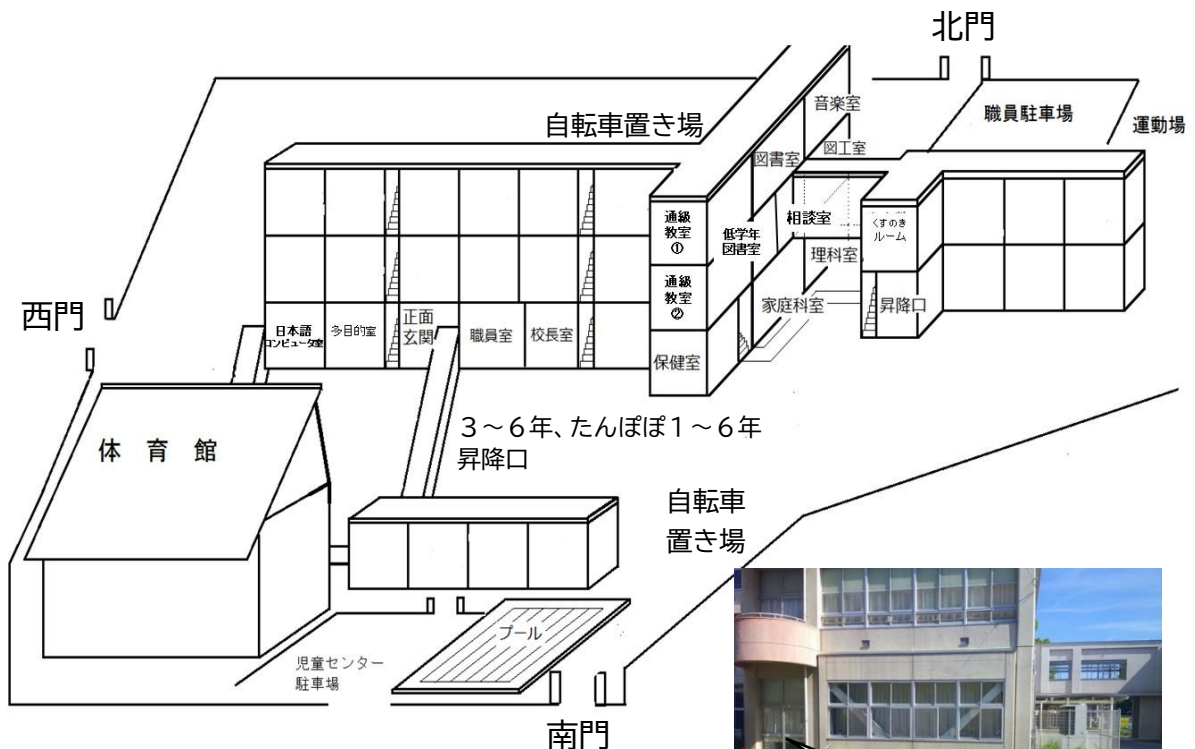 北門
音楽室
職員駐車場
運動場
自転車置き場
図工室
図書室
通級
教室
①
低学年
図書室
相談室
くすのき
ルーム
理科室
通級
教室
②
家庭科室
昇降口
西門
日本語
コンピュータ室
多目的室
正面
玄関
職員室
校長室
保健室
3～6年、たんぽぽ1～6年
昇降口
体育館
自転車
置き場
プール
児童センター
駐車場
南門